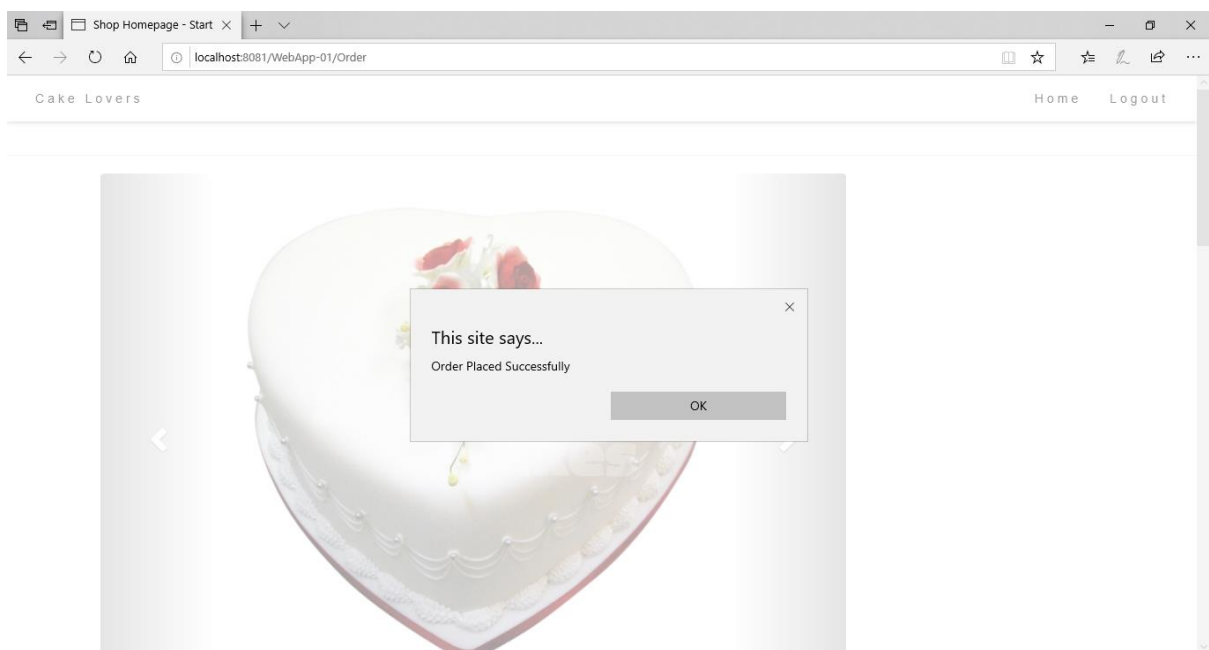 Shop Homepage - Start
localhost:8081/WebApp-01/Order
Cake Lovers
Home Logout
This site says...
Order Placed Successfully
OK